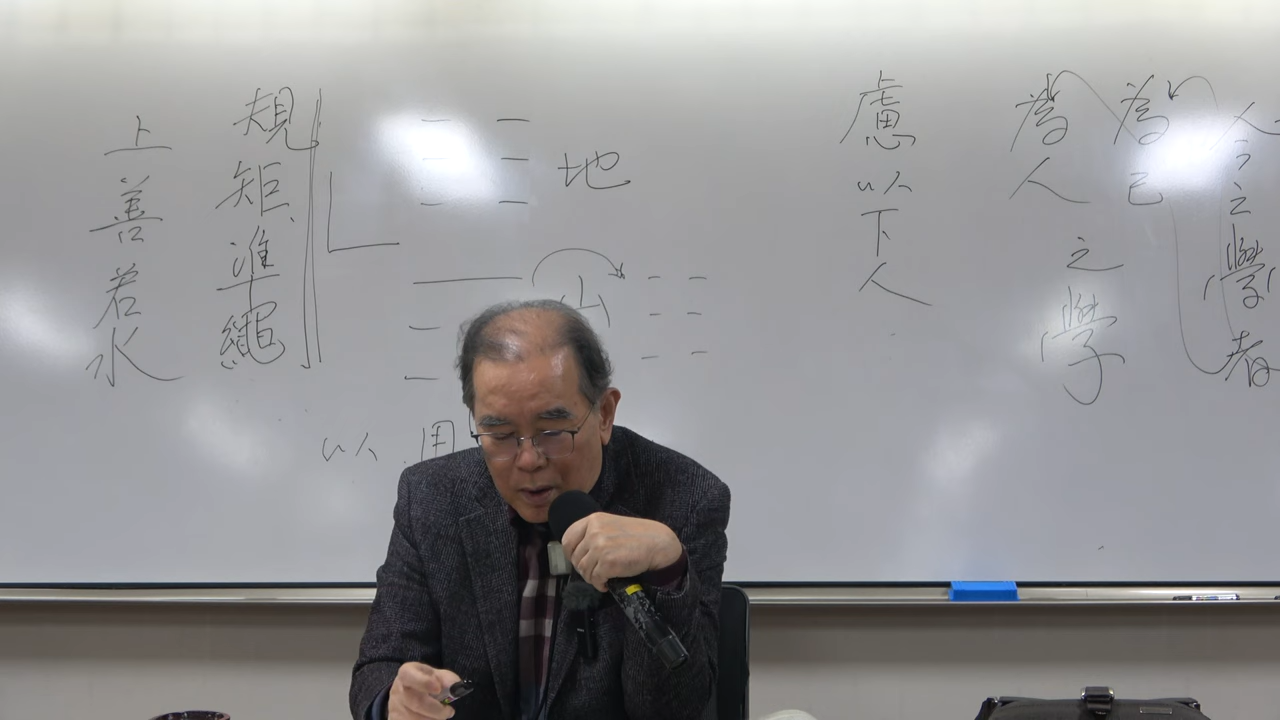 今之學者
為己
為人
之學
慮以下人
地
山
規矩準繩
上善若水
以用